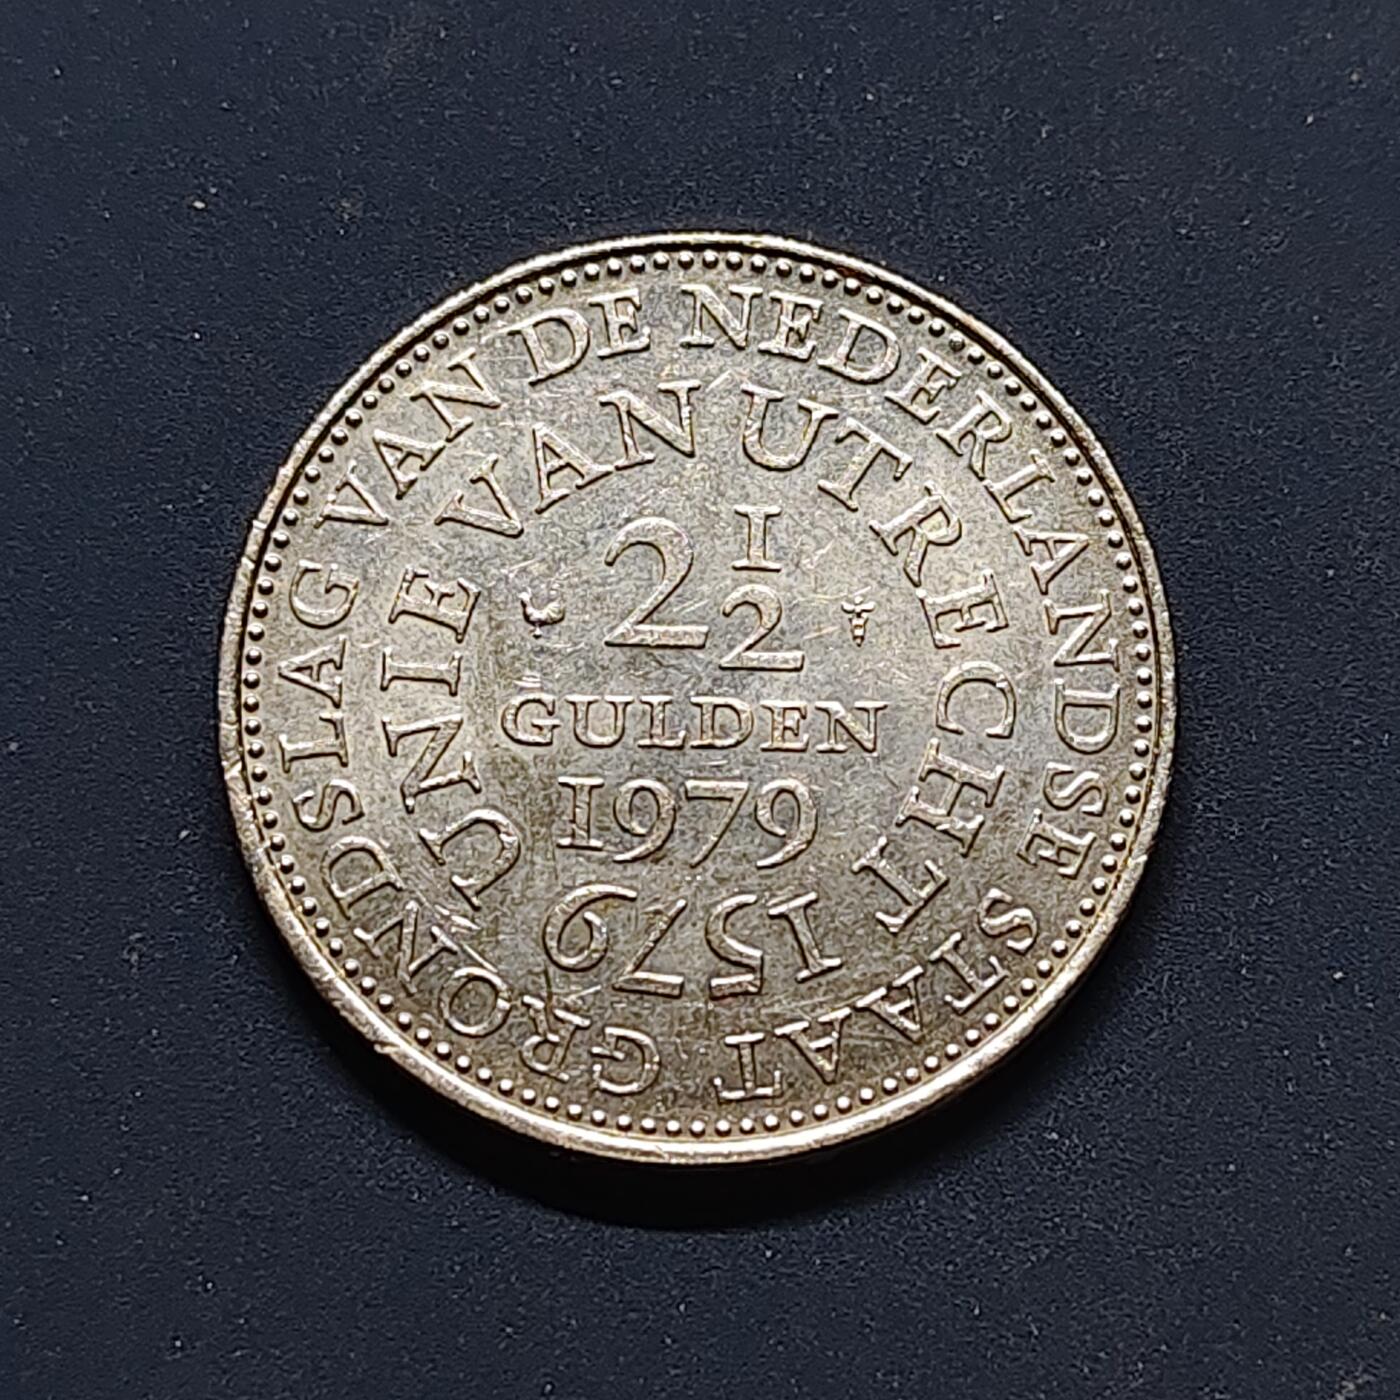 GRONDSLAG VAN DE NEDERLANDSE STAAT
UNIE VAN UTRECHT 1579
2 1/2
GULDEN
1979